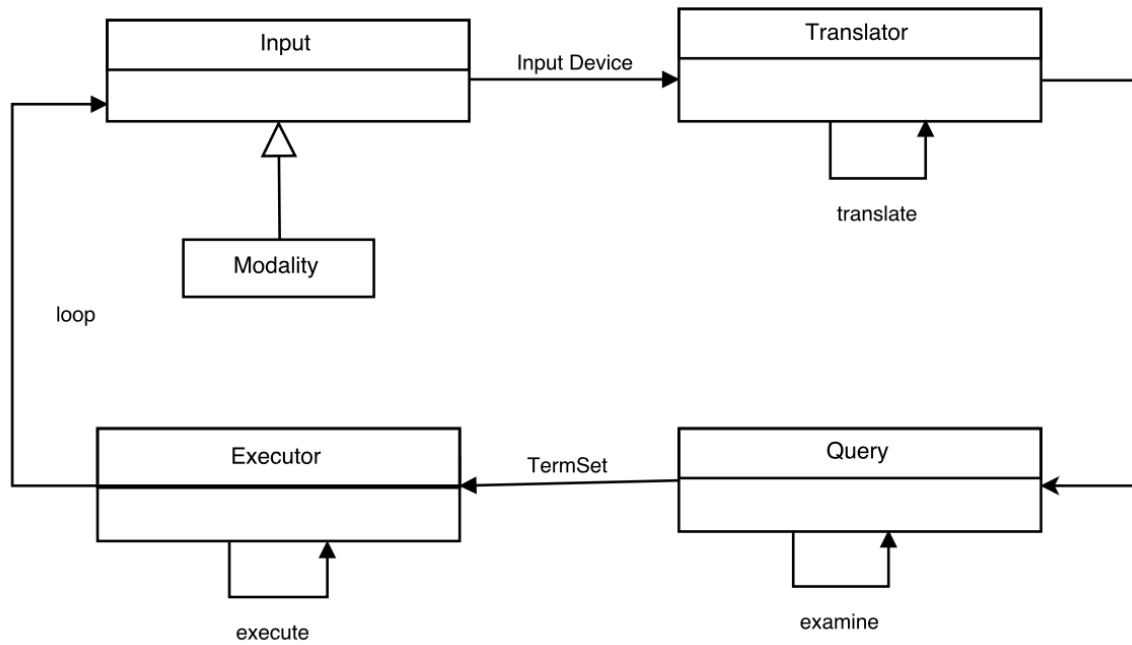 Input
Input Device
Translator
translate
Modality
loop
Executor
TermSet
Query
execute
examine